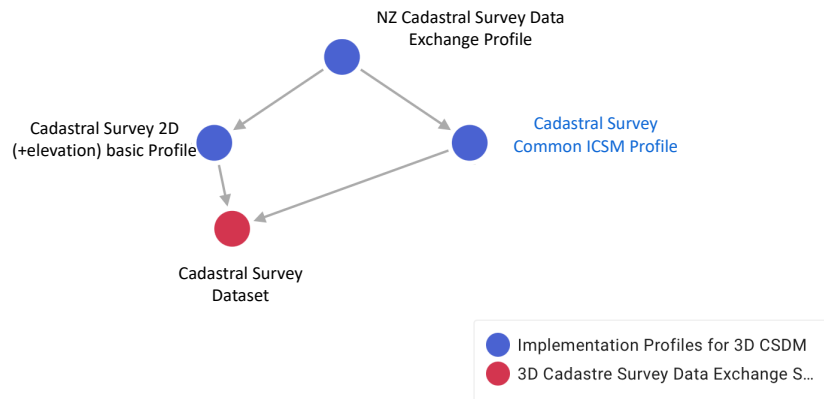 NZ Cadastral Survey Data
Exchange Profile
Cadastral Survey 2D
(+elevation) basic Profile
Cadastral Survey
Common ICSM Profile
Cadastral Survey
Dataset
Implementation Profiles for 3D CSDM
3D Cadastre Survey Data Exchange S...